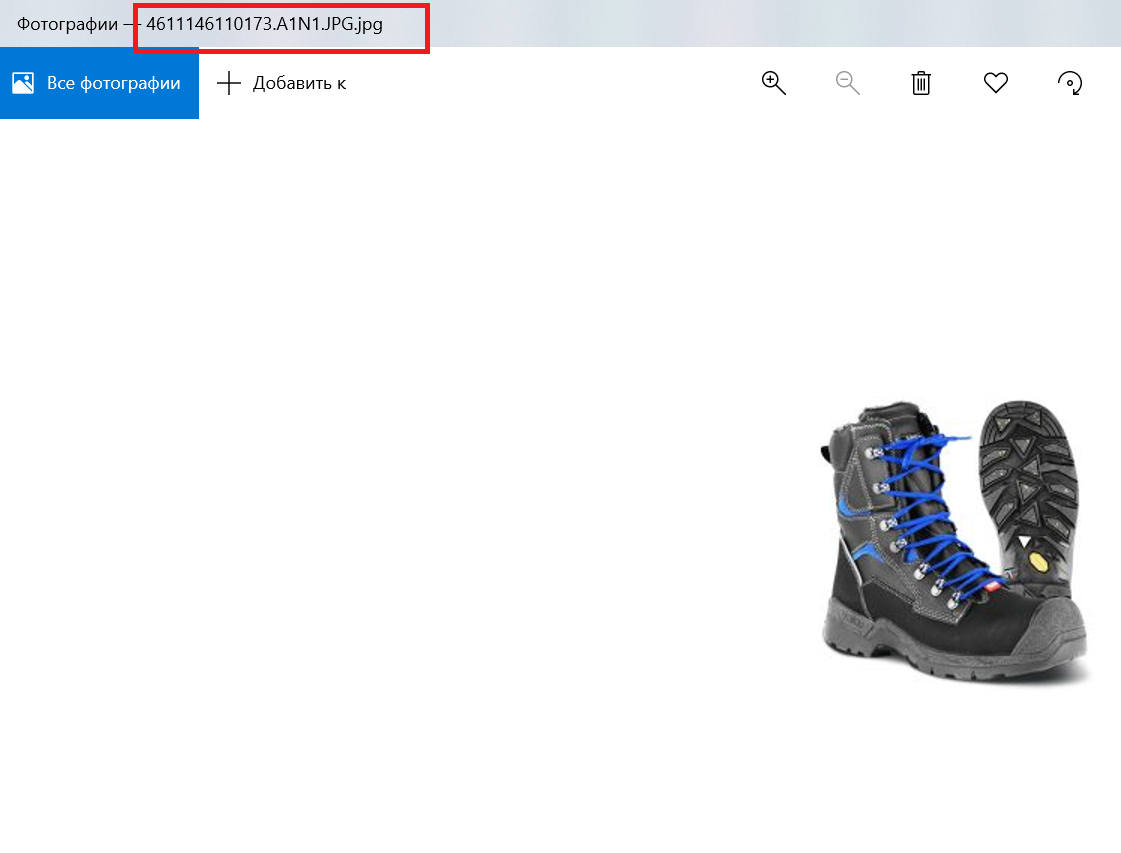 Фотографии — 4611146110173.A1N1.JPG.jpg
Все фотографии
Добавить к